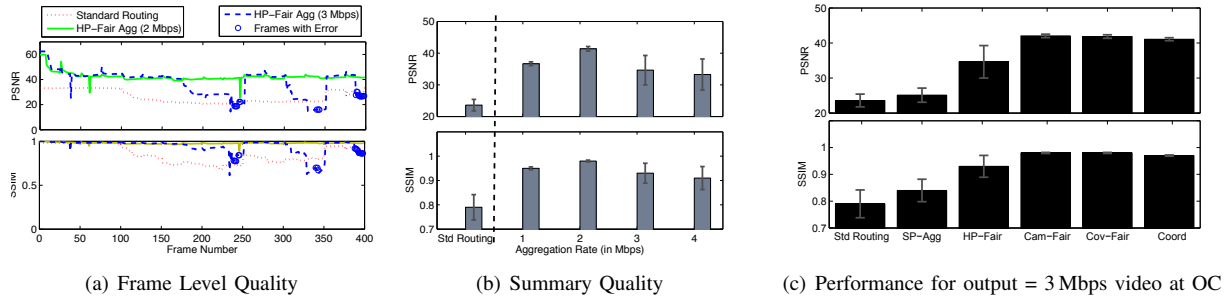 Standard Routing
HP−Fair Agg (2 Mbps)
HP−Fair Agg (3 Mbps)
Frames with Error
PSNR
60
40
20
0
SSIM
1
0.5
0
0 50 100 150 200 250 300 350 400
Frame Number
(a) Frame Level Quality
PSNR
50
40
30
20
SSIM
1
0.9
0.8
0.7
Std Routing 1 2 3 4
Aggregation Rate (in Mbps)
(b) Summary Quality
PSNR
50
40
30
20
SSIM
1
0.9
0.8
0.7
Std Routing SP−Agg HP−Fair Cam−Fair Cov−Fair Coord
(c) Performance for output = 3 Mbps video at OC